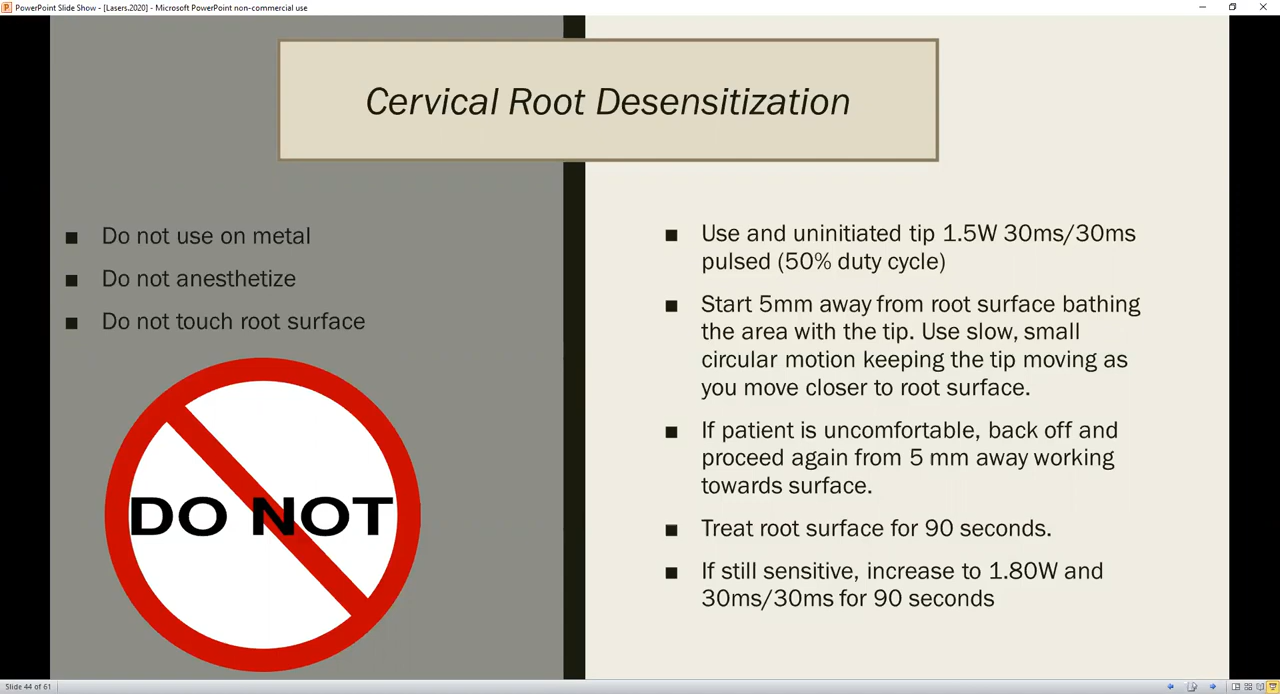 PowerPoint Slide Show - [Lasers.2020] - Microsoft PowerPoint non-commercial use
Cervical Root Desensitization
■ Do not use on metal
■ Do not anesthetize
■ Do not touch root surface
DO NOT
■ Use and uninitiated tip 1.5W 30ms/30ms
pulsed (50% duty cycle)
■ Start 5mm away from root surface bathing
the area with the tip. Use slow, small
circular motion keeping the tip moving as
you move closer to root surface.
■ If patient is uncomfortable, back off and
proceed again from 5 mm away working
towards surface.
■ Treat root surface for 90 seconds.
■ If still sensitive, increase to 1.80W and
30ms/30ms for 90 seconds
Slide 44 of 61